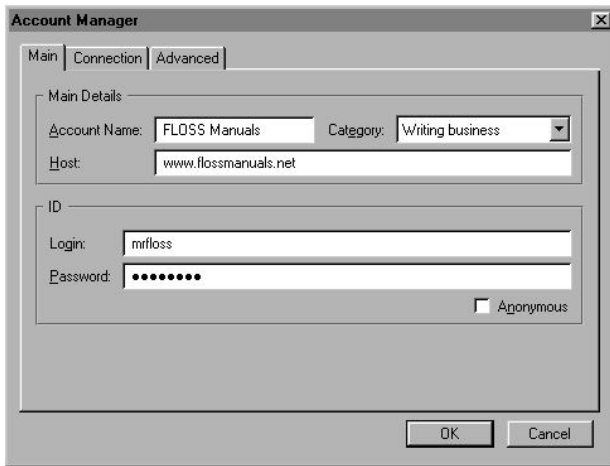 Account Manager
Main Connection Advanced
Main Details
Account Name: FLOSS Manuals Category: Writing business
Host: www.flossmanuals.net
ID
Login: mrfloss
Password: ●●●●●●●●
Anonymous
OK Cancel